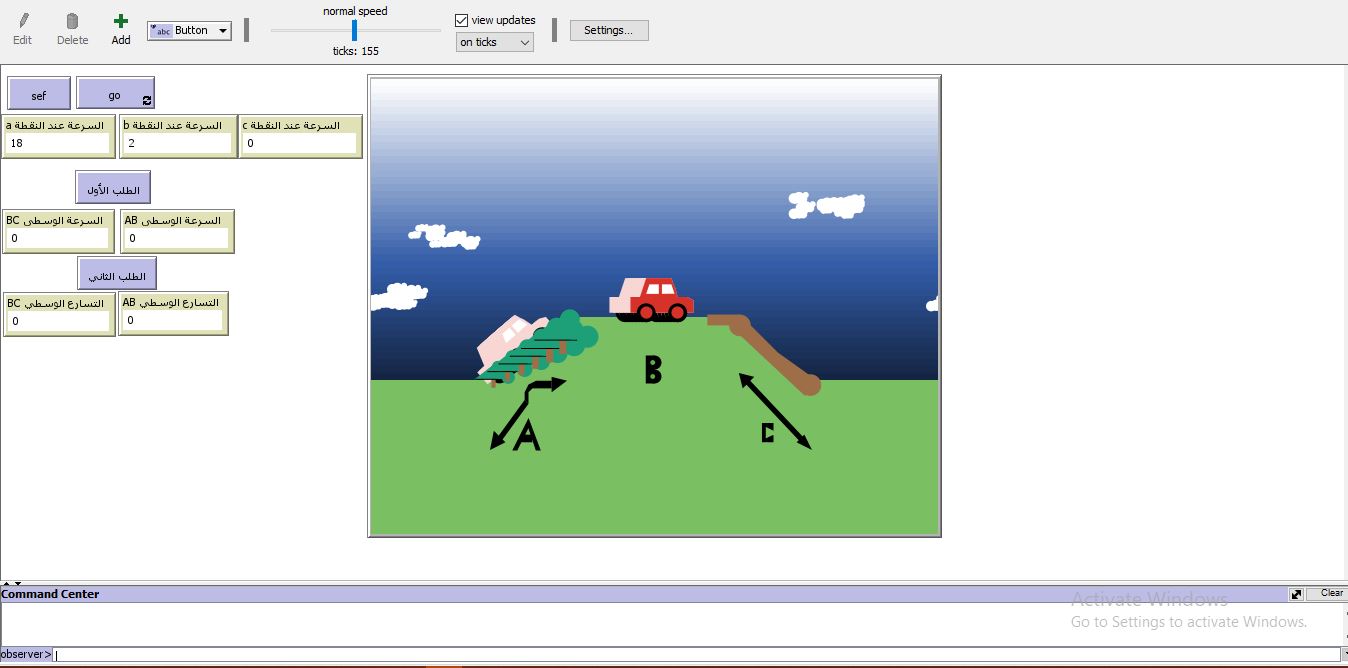 normal speed
view updates
Edit
Delete
Add
abc Button
on ticks
Settings...
ticks: 155
sef
go
السرعة عند النقطة a
السرعة عند النقطة b
السرعة عند النقطة c
18
2
0
الطلب الأول
السرعة الوسطى BC
السرعة الوسطى AB
0
0
الطلب الثاني
التسارع الوسطي BC
التسارع الوسطي AB
0
0
B
A
C
Command Center
Clear
Activate Windows
Go to Settings to activate Windows.
observer>